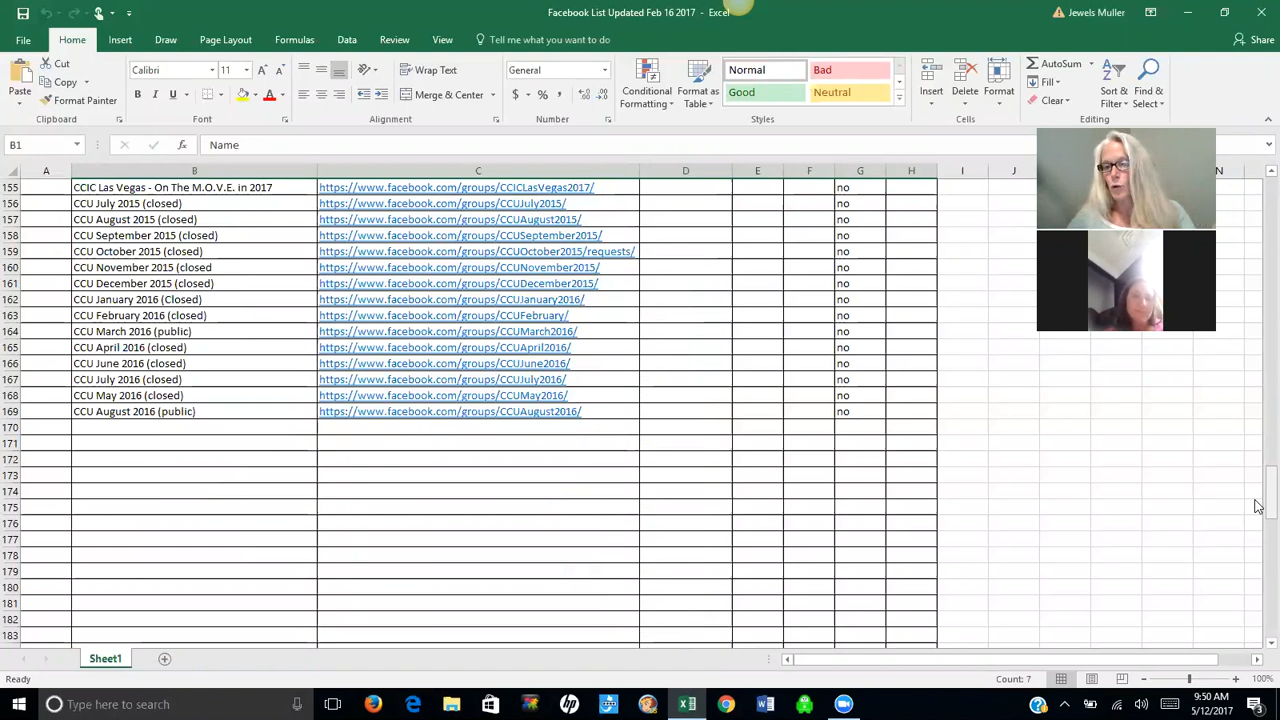 Facebook List Updated Feb 16 2017 - Excel
Jewels Muller
File Home Insert Draw Page Layout Formulas Data Review View Tell me what you want to do Share
Paste
Cut
Copy
Format Painter
Clipboard
Calibri 11
B I U
Font
Wrap Text
Merge & Center
Alignment
General
$ % ,
Number
Conditional Formatting
Format as Table
Normal Bad
Good Neutral
Styles
Insert Delete Format
Cells
AutoSum
Fill
Clear
Sort & Filter
Find & Select
Editing
B1 fx Name
A B C D E F G H I J K L M N
155 CCIC Las Vegas - On The M.O.V.E. in 2017 https://www.facebook.com/groups/CCICLasVegas2017/ no
156 CCU July 2015 (closed) https://www.facebook.com/groups/CCUJuly2015/ no
157 CCU August 2015 (closed) https://www.facebook.com/groups/CCUAugust2015/ no
158 CCU September 2015 (closed) https://www.facebook.com/groups/CCUSeptember2015/ no
159 CCU October 2015 (closed) https://www.facebook.com/groups/CCUOctober2015/requests/ no
160 CCU November 2015 (closed https://www.facebook.com/groups/CCUNovember2015/ no
161 CCU December 2015 (closed) https://www.facebook.com/groups/CCUDecember2015/ no
162 CCU January 2016 (Closed) https://www.facebook.com/groups/CCUJanuary2016/ no
163 CCU February 2016 (closed) https://www.facebook.com/groups/CCUFebruary/ no
164 CCU March 2016 (public) https://www.facebook.com/groups/CCUMarch2016/ no
165 CCU April 2016 (closed) https://www.facebook.com/groups/CCUApril2016/ no
166 CCU June 2016 (closed) https://www.facebook.com/groups/CCUJune2016/ no
167 CCU July 2016 (closed) https://www.facebook.com/groups/CCUJuly2016/ no
168 CCU May 2016 (closed) https://www.facebook.com/groups/CCUMay2016/ no
169 CCU August 2016 (public) https://www.facebook.com/groups/CCUAugust2016/ no
170
171
172
173
174
175
176
177
178
179
180
181
182
183
Sheet1
Ready Count: 7 100%
Type here to search
9:50 AM
5/12/2017